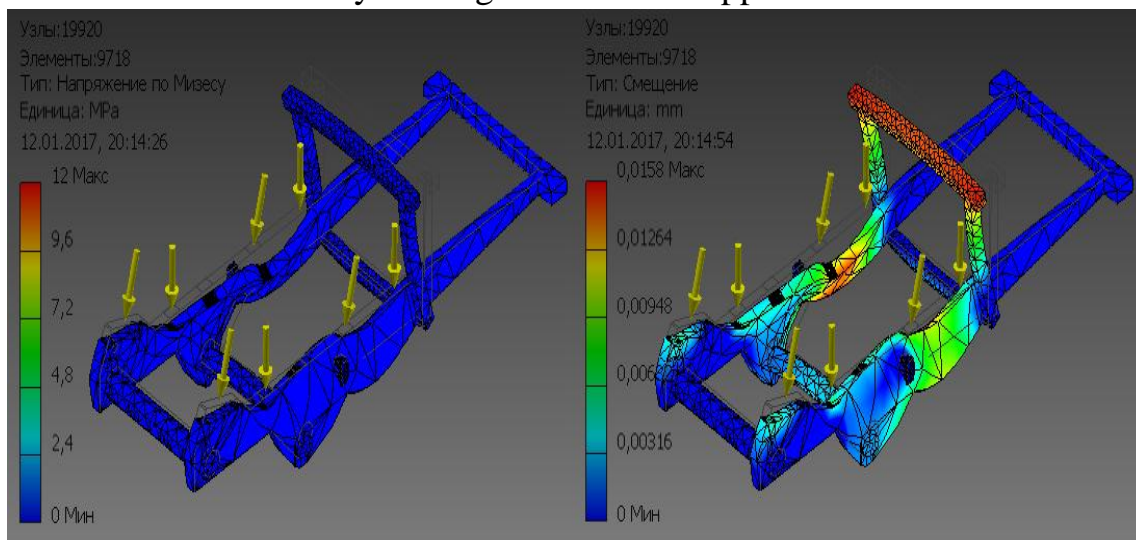 Узлы:19920
Элементы:9718
Тип: Напряжение по Мизесу
Единица: MPa
12.01.2017, 20:14:26
12 Макс
9,6
7,2
4,8
2,4
0 Мин
Узлы:19920
Элементы:9718
Тип: Смещение
Единица: mm
12.01.2017, 20:14:54
0,0158 Макс
0,01264
0,00948
0,00316
0 Мин